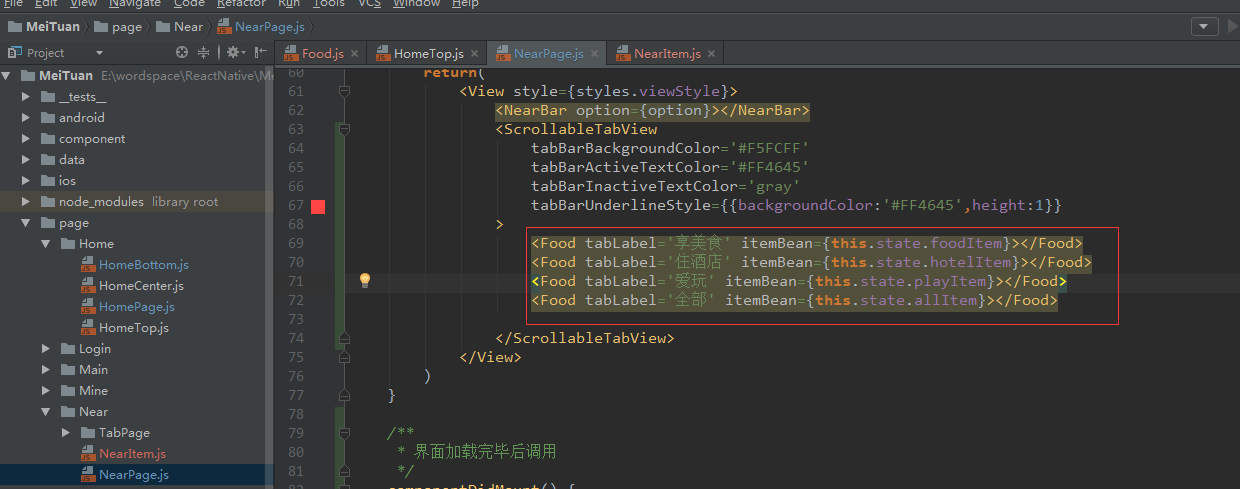 File Edit View Navigate Code Refactor Run Tools VCS Window Help
MeiTuan page Near NearPage.js
Project
Food.js HomeTop.js NearPage.js NearItem.js
MeiTuan E:\wordspace\ReactNative\Me
__tests__
android
component
data
ios
node_modules library root
page
Home
HomeBottom.js
HomeCenter.js
HomePage.js
HomeTop.js
Login
Main
Mine
Near
TabPage
NearItem.js
NearPage.js
60 return(
61 <View style={styles.viewStyle}>
62 <NearBar option={option}></NearBar>
63 <ScrollableTabView
64 tabBarBackgroundColor='#F5FCFF'
65 tabBarActiveTextColor='#FF4645'
66 tabBarInactiveTextColor='gray'
67 tabBarUnderlineStyle={{backgroundColor:'#FF4645',height:1}}
68 >
69 <Food tabLabel='享美食' itemBean={this.state.foodItem}></Food>
70 <Food tabLabel='住酒店' itemBean={this.state.hotelItem}></Food>
71 <Food tabLabel='爱玩' itemBean={this.state.playItem}></Food>
72 <Food tabLabel='全部' itemBean={this.state.allItem}></Food>
73
74 </ScrollableTabView>
75 </View>
76 )
77 }
78
79 /**
80 * 界面加载完毕后调用
81 */
82 componentDidMount() {